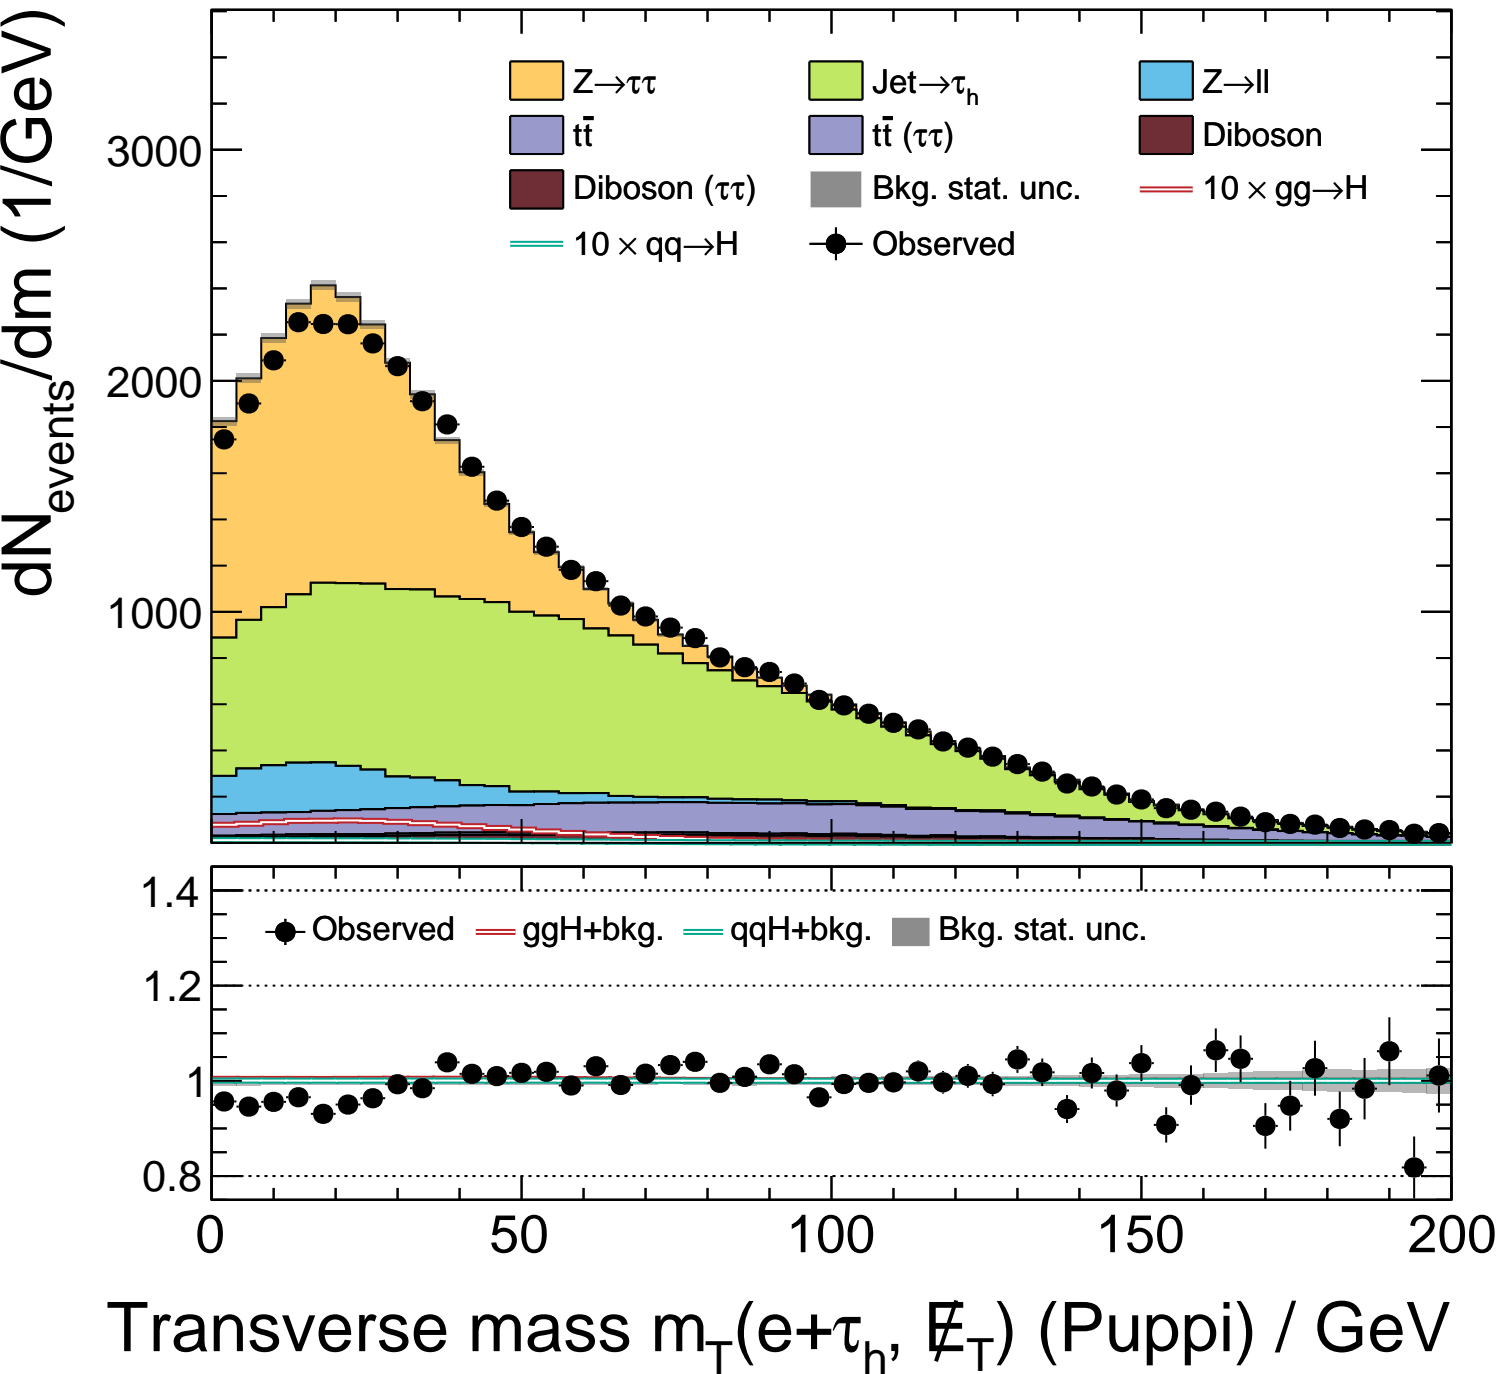 dN_events/dm (1/GeV)
Z→ττ Jet→τ_h Z→ll
tt̄ tt̄ (ττ) Diboson
Diboson (ττ) Bkg. stat. unc. 10 × gg→H
10 × qq→H Observed
3000
2000
1000
Observed ggH+bkg. qqH+bkg. Bkg. stat. unc.
1.4
1.2
1
0.8
0 50 100 150 200
Transverse mass m_T(e+τ_h, E̸_T) (Puppi) / GeV